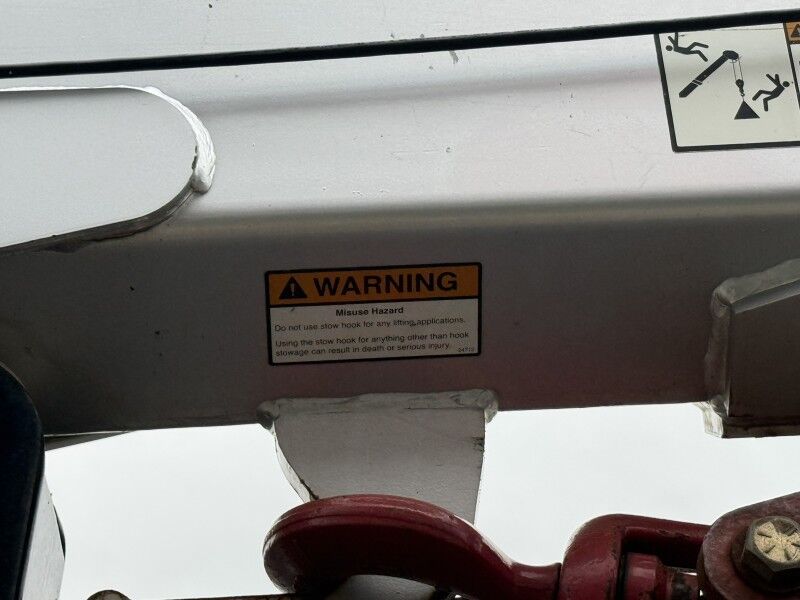 WARNING
Misuse Hazard
Do not use stow hook for any lifting applications.
Using the stow hook for anything other than hook
stowage can result in death or serious injury.